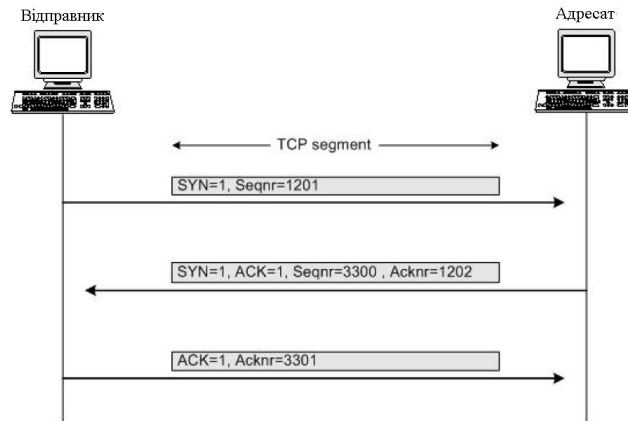 Відправник
Адресат
TCP segment
SYN=1, Seqnr=1201
SYN=1, ACK=1, Seqnr=3300 , Acknr=1202
ACK=1, Acknr=3301